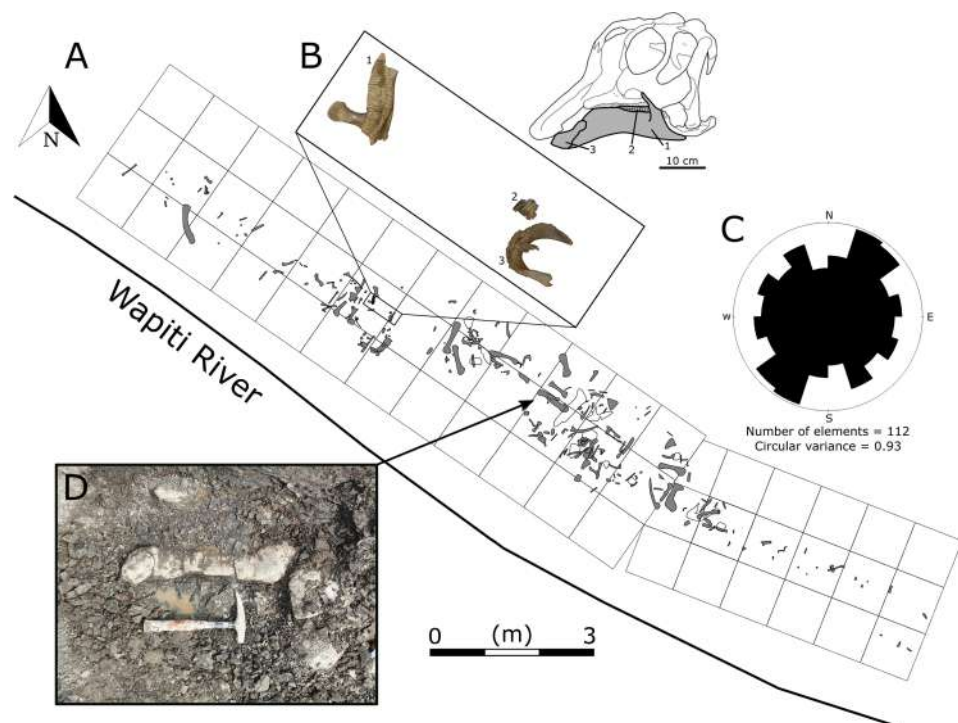 A
B
1
N
2
3
3
2
1
10 cm
C
N
W
E
S
Number of elements = 112
Circular variance = 0.93
Wapiti River
D
0 (m) 3